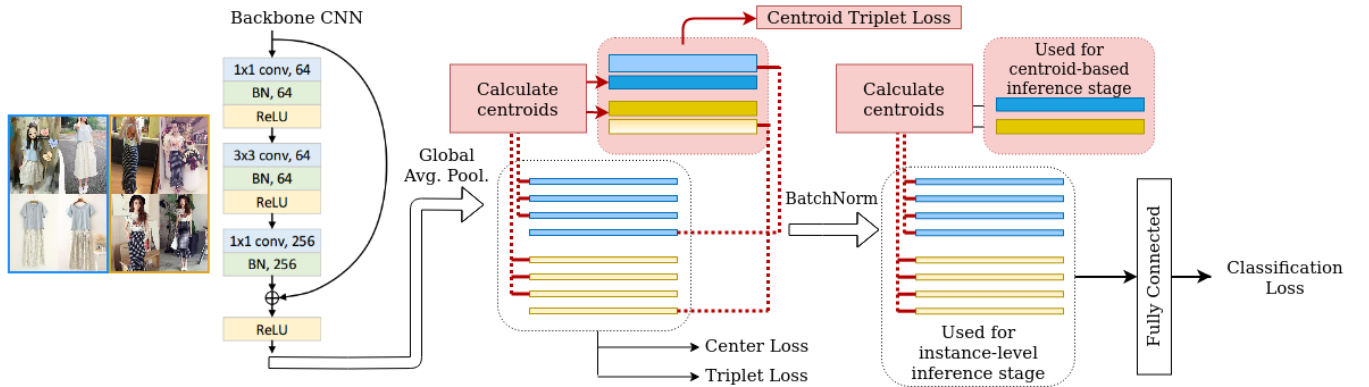 Backbone CNN
1x1 conv, 64
BN, 64
ReLU
3x3 conv, 64
BN, 64
ReLU
1x1 conv, 256
BN, 256
ReLU
Global
Avg. Pool.
Calculate
centroids
Centroid Triplet Loss
Center Loss
Triplet Loss
BatchNorm
Calculate
centroids
Used for
centroid-based
inference stage
Used for
instance-level
inference stage
Fully Connected
Classification
Loss